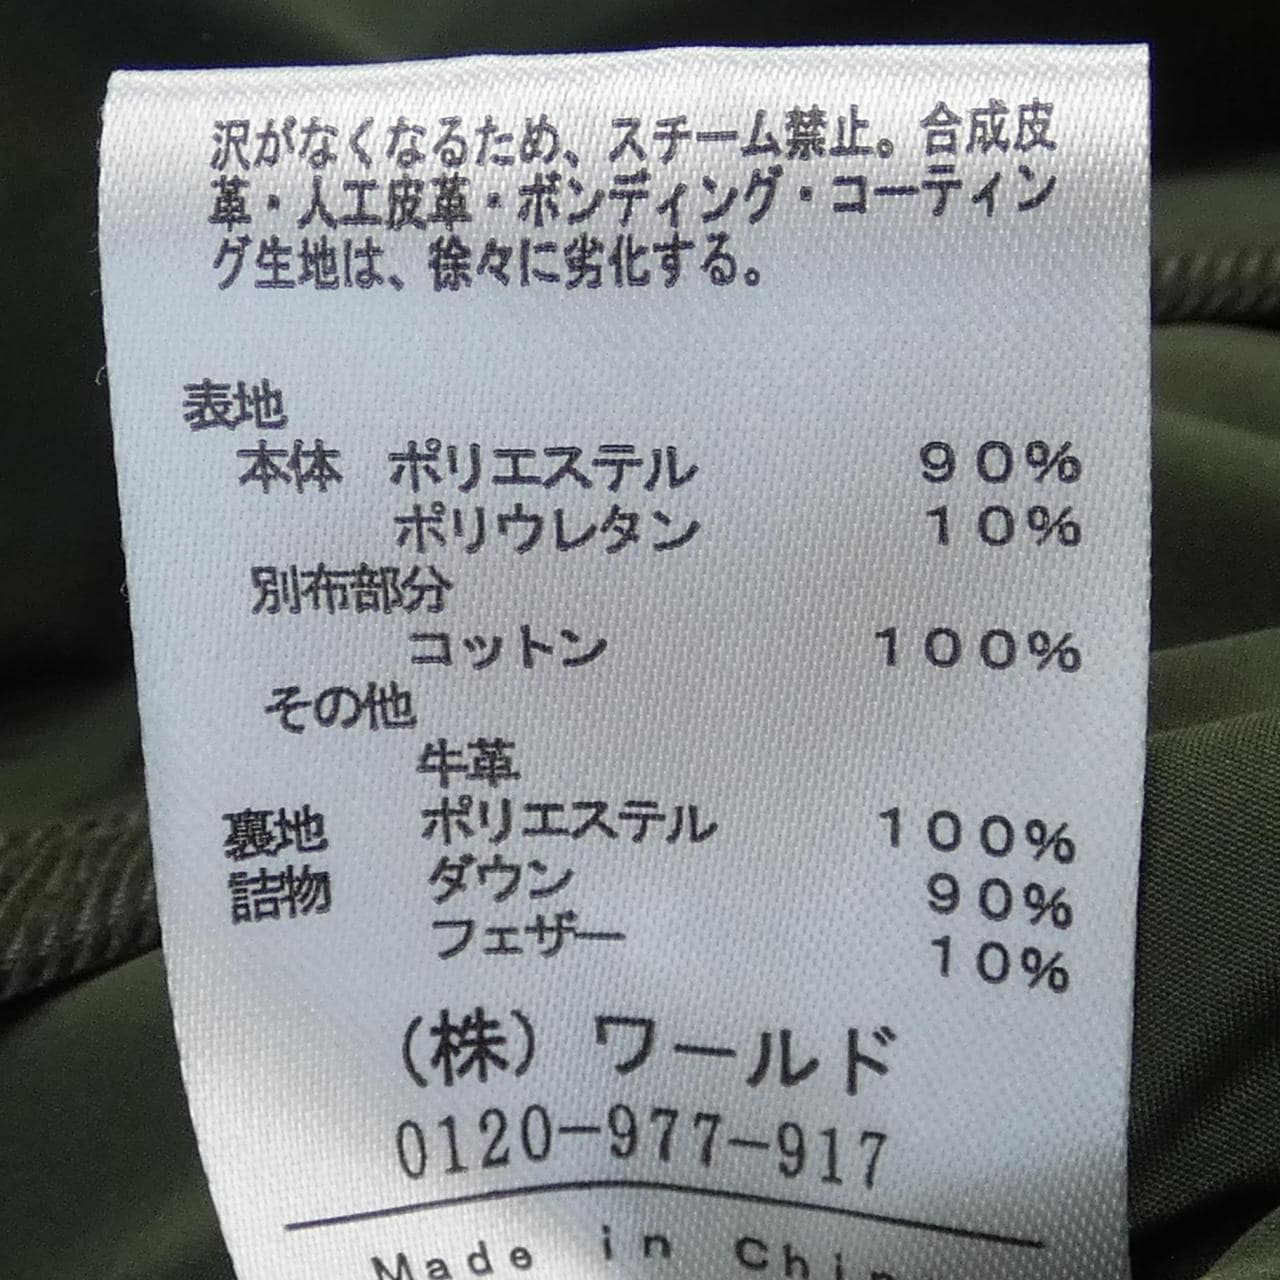 沢がなくなるため、スチーム禁止。合成皮
革・人工皮革・ボンディング・コーティン
グ生地は、徐々に劣化する。
表地
本体 ポリエステル 90%
ポリウレタン 10%
別布部分
コットン 100%
その他
牛革
裏地 ポリエステル 100%
詰物 ダウン 90%
フェザー 10%
(株) ワールド
0120-977-917
Made in Chin